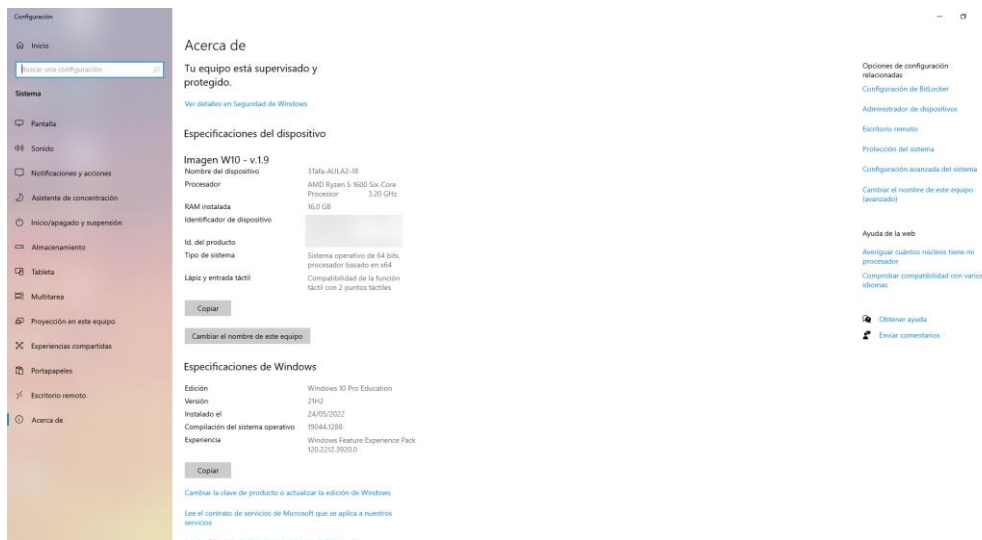 Configuración
Inicio
Buscar una configuración
Sistema
Pantalla
Sonido
Notificaciones y acciones
Asistente de concentración
Inicio/apagado y suspensión
Almacenamiento
Tableta
Multitarea
Proyección en este equipo
Experiencias compartidas
Portapapeles
Escritorio remoto
Acerca de
Acerca de
Tu equipo está supervisado y
protegido.
Ver detalles en Seguridad de Windows
Especificaciones del dispositivo
Imagen W10 - v.1.9
Nombre del dispositivo
Procesador AMD Ryzen 5 1600 Six-Core
Processor 3.20 GHz
RAM instalada 16.0 GB
Identificador de dispositivo
Id. del producto
Tipo de sistema Sistema operativo de 64 bits,
procesador basado en x64
Lápiz y entrada táctil Compatibilidad de la función
táctil con 2 puntos táctiles
Copiar
Cambiar el nombre de este equipo
Especificaciones de Windows
Edición Windows 10 Pro Education
Versión 21H2
Instalado el 24/05/2022
Compilación del sistema operativo 19044.1288
Experiencia Windows Feature Experience Pack
120.2212.3920.0
Copiar
Cambiar la clave de producto o actualizar la edición de Windows
Lee el contrato de servicios de Microsoft que se aplica a nuestros
servicios
Opciones de configuración
relacionadas
Configuración de BitLocker
Administrador de dispositivos
Escritorio remoto
Protección del sistema
Configuración avanzada del sistema
Cambiar el nombre de este equipo
(avanzado)
Ayuda de la web
Averiguar cuántos núcleos tiene mi
procesador
Comprobar compatibilidad con varios
idiomas
Obtener ayuda
Enviar comentarios